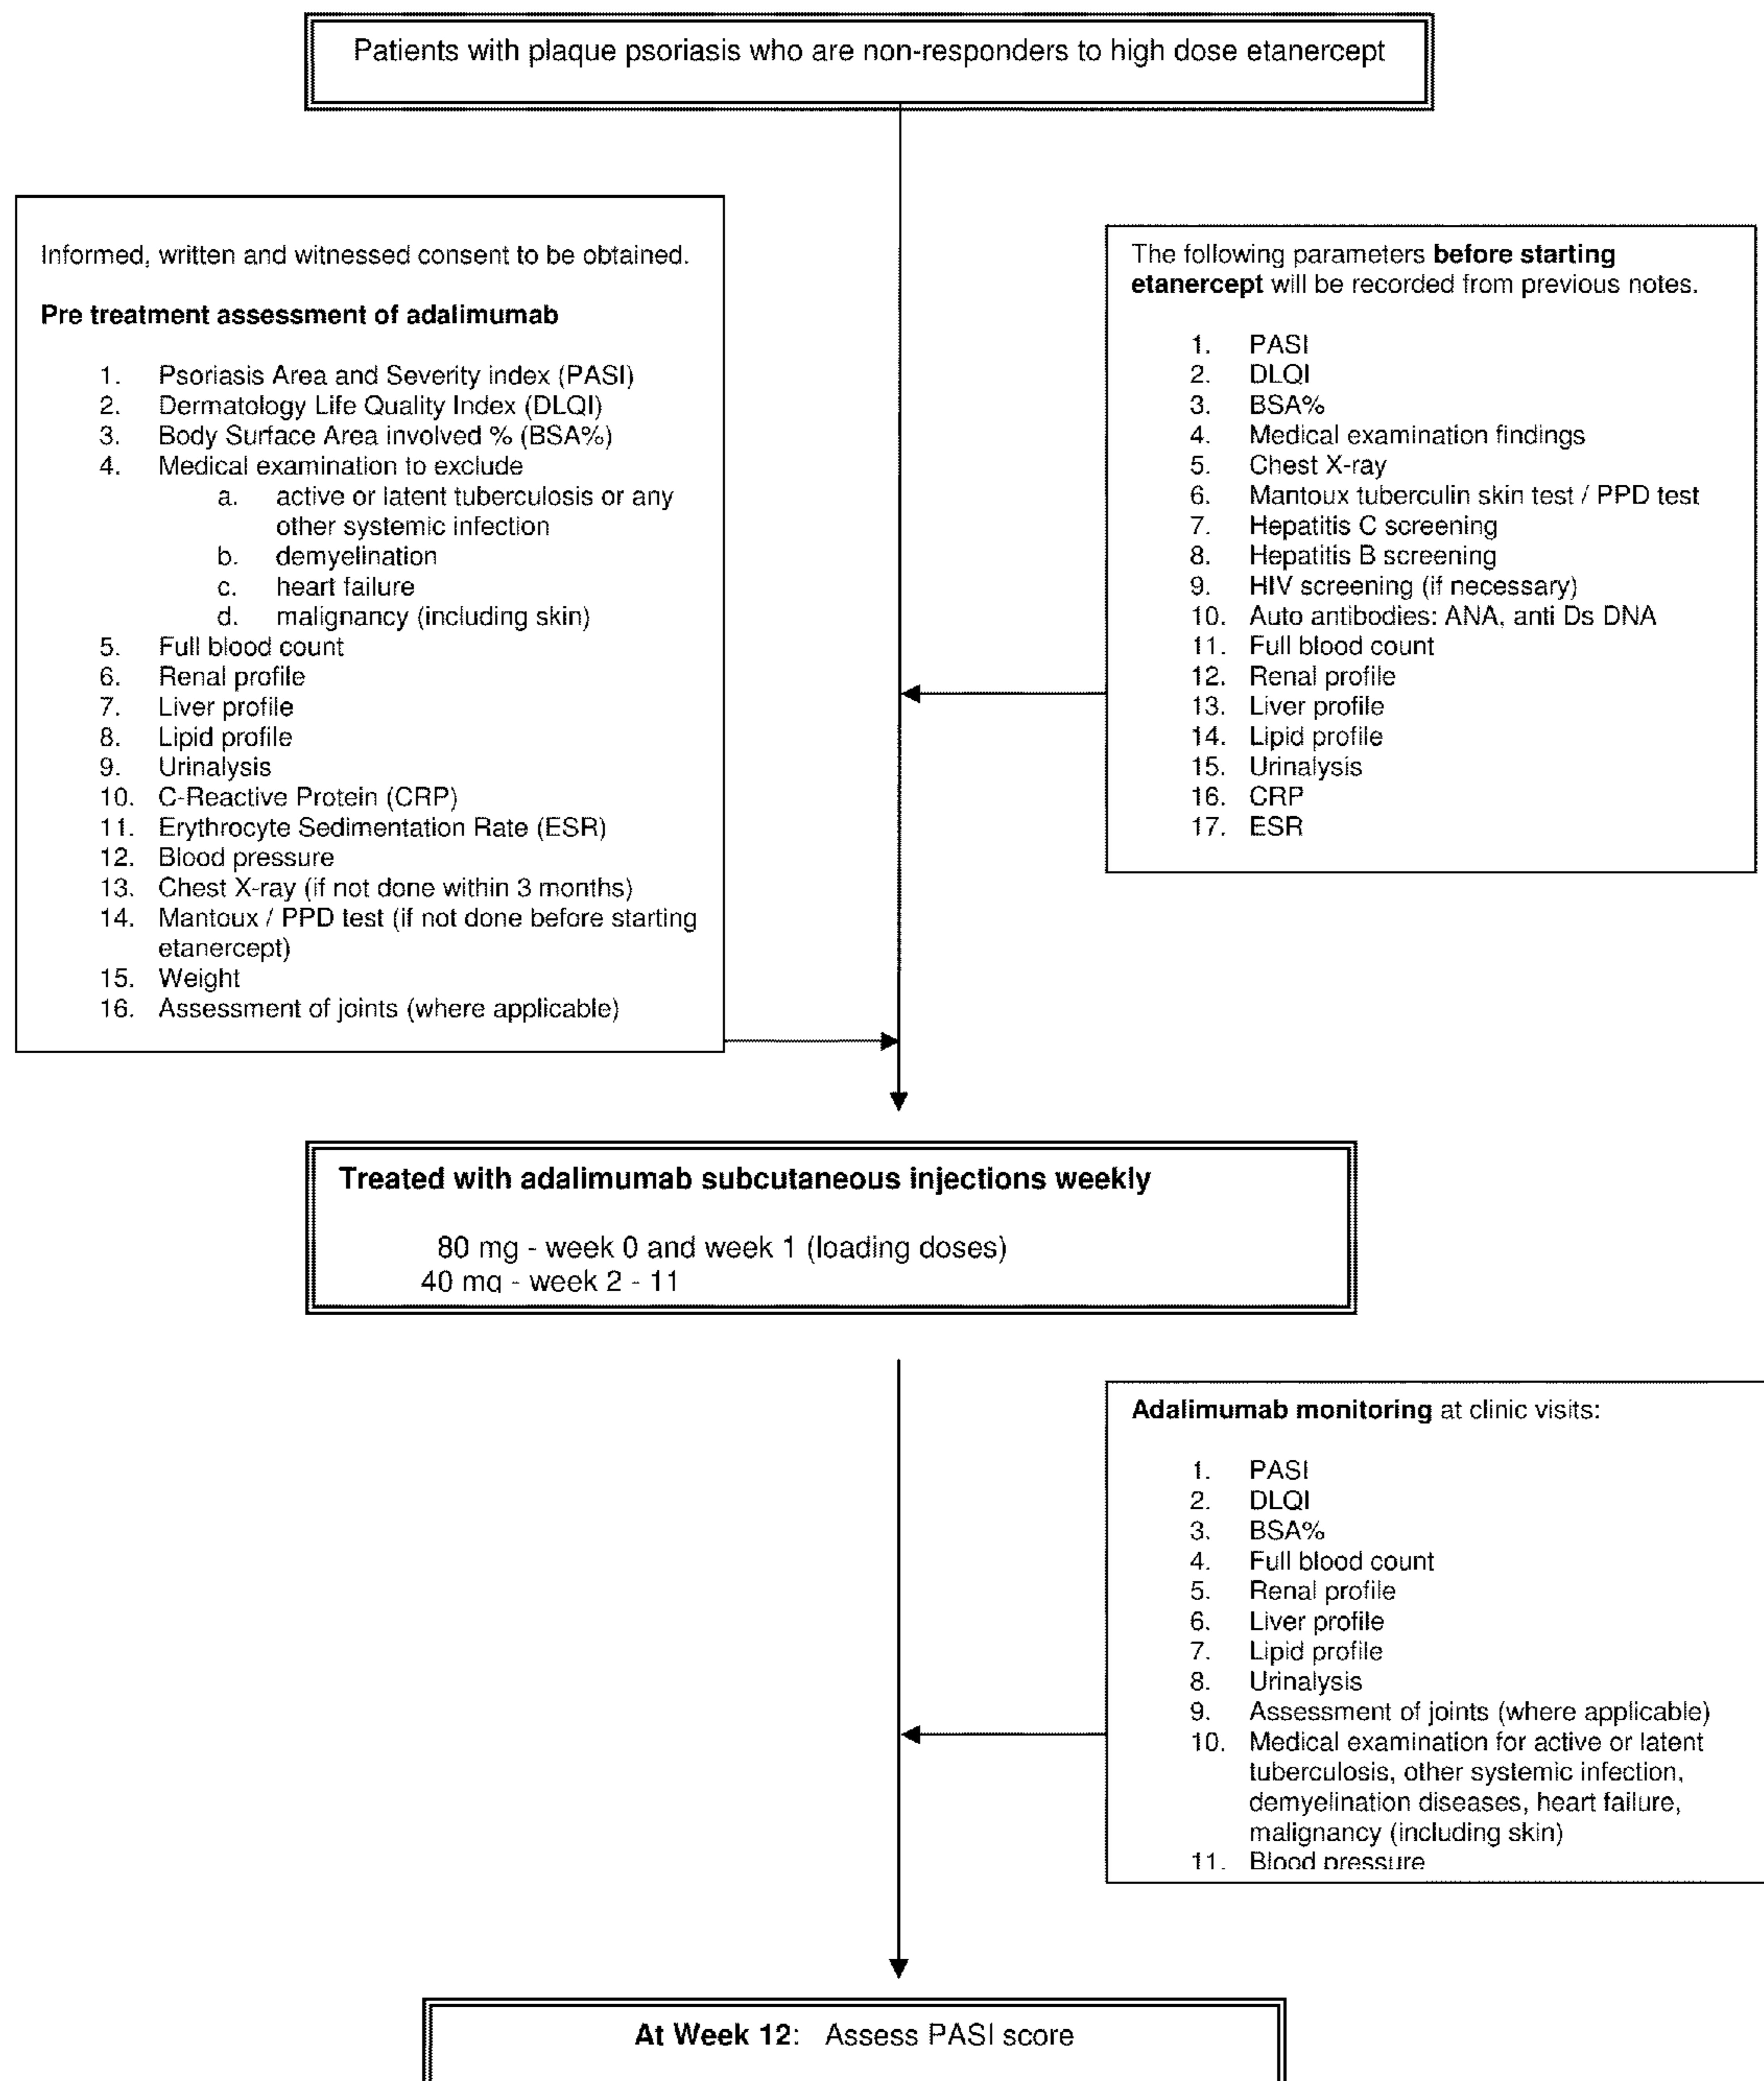 Patients with plaque psoriasis who are non-responders to high dose etanercept
Informed, written and witnessed consent to be obtained.
Pre treatment assessment of adalimumab
1. Psoriasis Area and Severity index (PASI)
2. Dermatology Life Quality Index (DLQI)
3. Body Surface Area involved % (BSA%)
4. Medical examination to exclude
a. active or latent tuberculosis or any
other systemic infection
b. demyelination
c. heart failure
d. malignancy (including skin)
5. Full blood count
6. Renal profile
7. Liver profile
8. Lipid profile
9. Urinalysis
10. C-Reactive Protein (CRP)
11. Erythrocyte Sedimentation Rate (ESR)
12. Blood pressure
13. Chest X-ray (if not done within 3 months)
14. Mantoux / PPD test (if not done before starting
etanercept)
15. Weight
16. Assessment of joints (where applicable)
The following parameters before starting
etanercept will be recorded from previous notes.
1. PASI
2. DLQI
3. BSA%
4. Medical examination findings
5. Chest X-ray
6. Mantoux tuberculin skin test / PPD test
7. Hepatitis C screening
8. Hepatitis B screening
9. HIV screening (if necessary)
10. Auto antibodies: ANA, anti Ds DNA
11. Full blood count
12. Renal profile
13. Liver profile
14. Lipid profile
15. Urinalysis
16. CRP
17. ESR
Treated with adalimumab subcutaneous injections weekly
80 mg - week 0 and week 1 (loading doses)
40 mg - week 2 - 11
Adalimumab monitoring at clinic visits:
1. PASI
2. DLQI
3. BSA%
4. Full blood count
5. Renal profile
6. Liver profile
7. Lipid profile
8. Urinalysis
9. Assessment of joints (where applicable)
10. Medical examination for active or latent
tuberculosis, other systemic infection,
demyelination diseases, heart failure,
malignancy (including skin)
11. Blood pressure
At Week 12: Assess PASI score